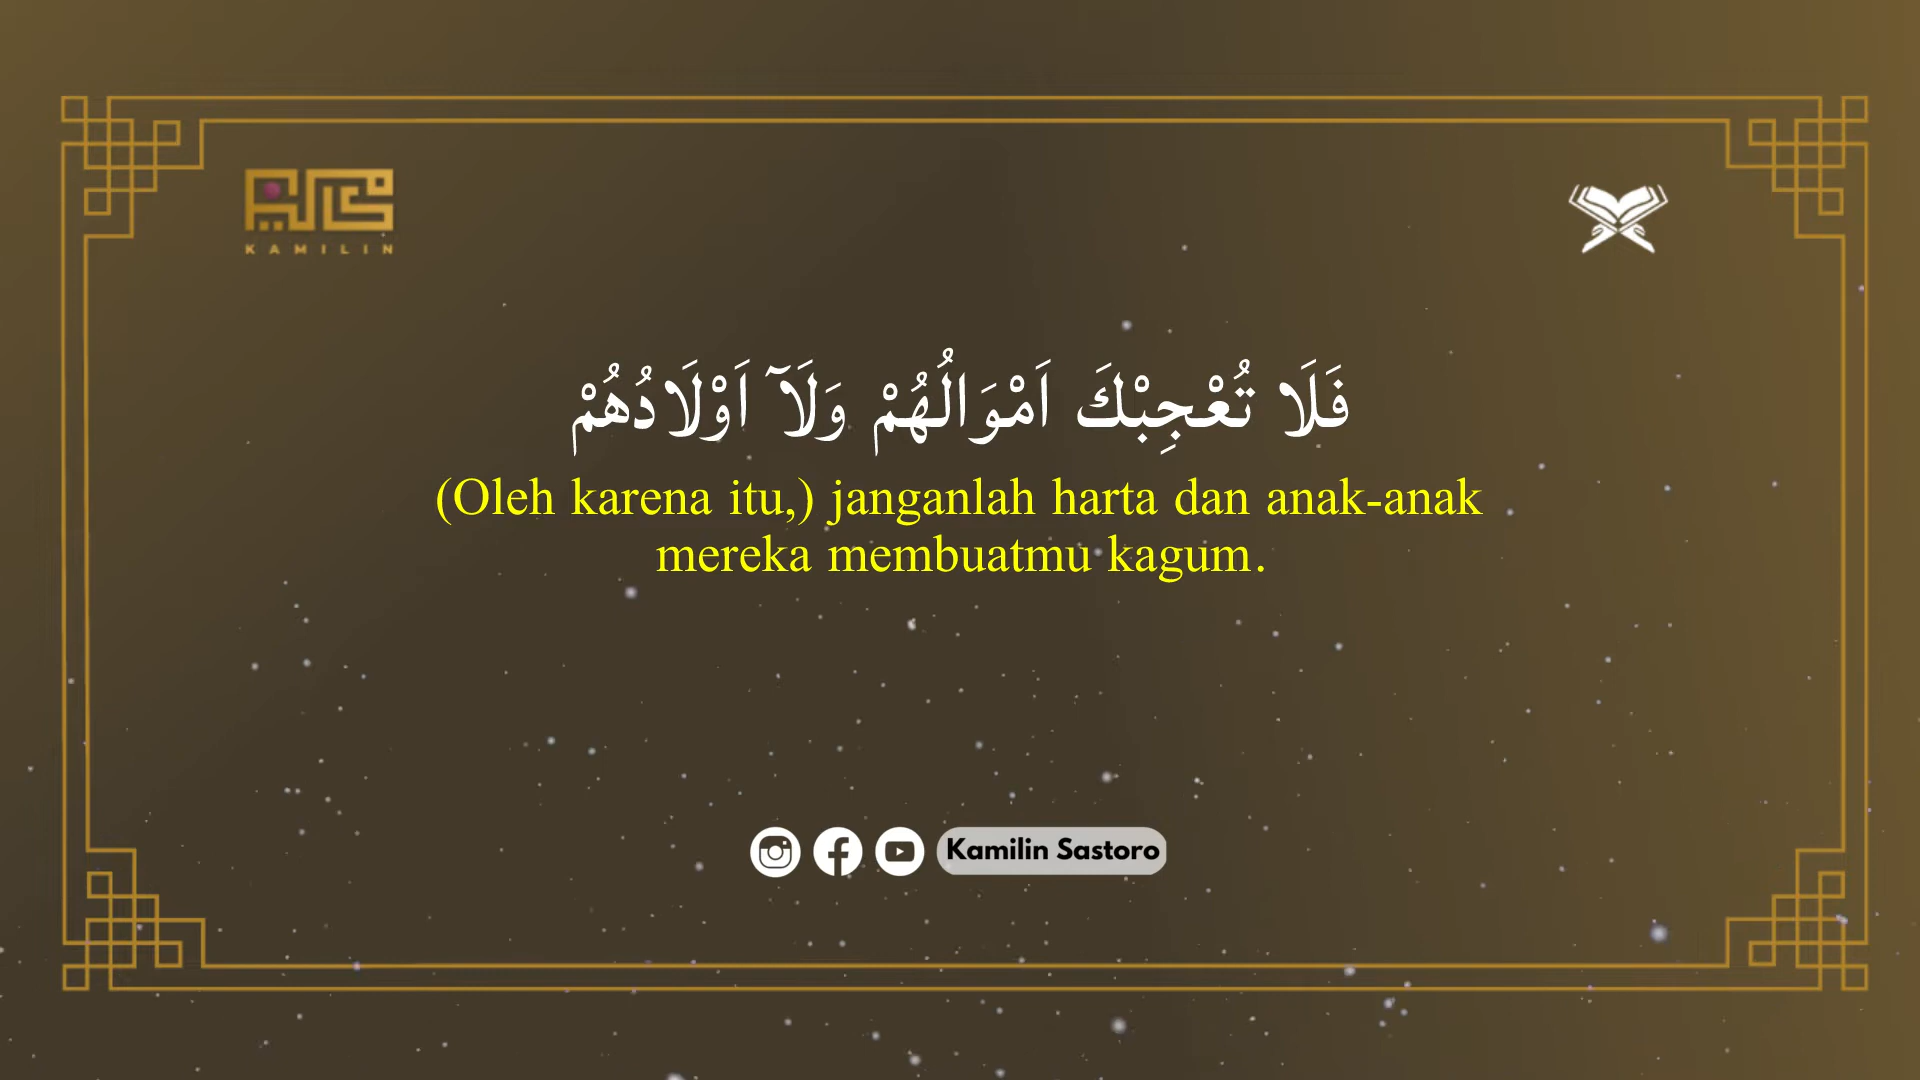 KAMILIN
فَلَا تُعْجِبْكَ اَمْوَالُهُمْ وَلَآ اَوْلَادُهُمْ
(Oleh karena itu,) janganlah harta dan anak-anak
mereka membuatmu kagum.
Kamilin Sastoro